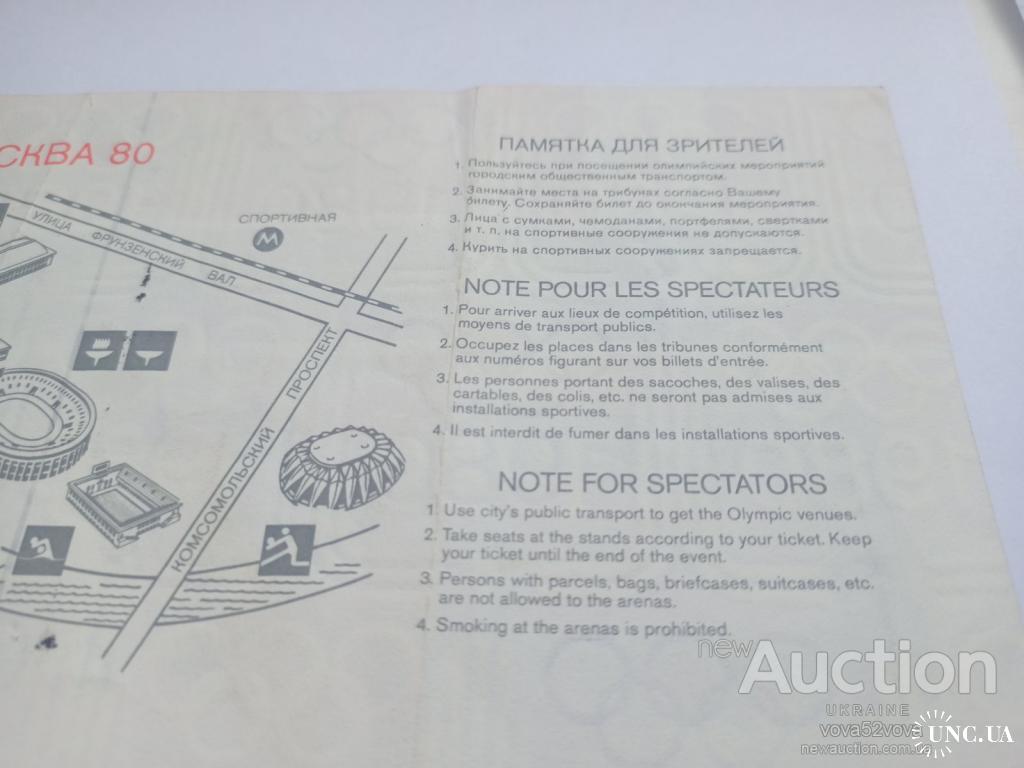 СКВА 80
УЛИЦА ФРУНЗЕНСКИЙ ВАЛ
СПОРТИВНАЯ
М
КОМСОМОЛЬСКИЙ ПРОСПЕКТ
ПАМЯТКА ДЛЯ ЗРИТЕЛЕЙ
1. Пользуйтесь при посещении олимпийских мероприятий
городским общественным транспортом.
2. Занимайте места на трибунах согласно Вашему
билету. Сохраняйте билет до окончания мероприятия.
3. Лица с сумками, чемоданами, портфелями, свертками
и т. п. на спортивные сооружения не допускаются.
4. Курить на спортивных сооружениях запрещается.
NOTE POUR LES SPECTATEURS
1. Pour arriver aux lieux de compétition, utilisez les
moyens de transport publics.
2. Occupez les places dans les tribunes conformément
aux numéros figurant sur vos billets d'entrée.
3. Les personnes portant des sacoches, des valises, des
cartables, des colis, etc. ne seront pas admises aux
installations sportives.
4. Il est interdit de fumer dans les installations sportives.
NOTE FOR SPECTATORS
1. Use city's public transport to get the Olympic venues.
2. Take seats at the stands according to your ticket. Keep
your ticket until the end of the event.
3. Persons with parcels, bags, briefcases, suitcases, etc.
are not allowed to the arenas.
4. Smoking at the arenas is prohibited.
newAuction
UKRAINE
vova52vova
newauction.com.ua
UNC.UA